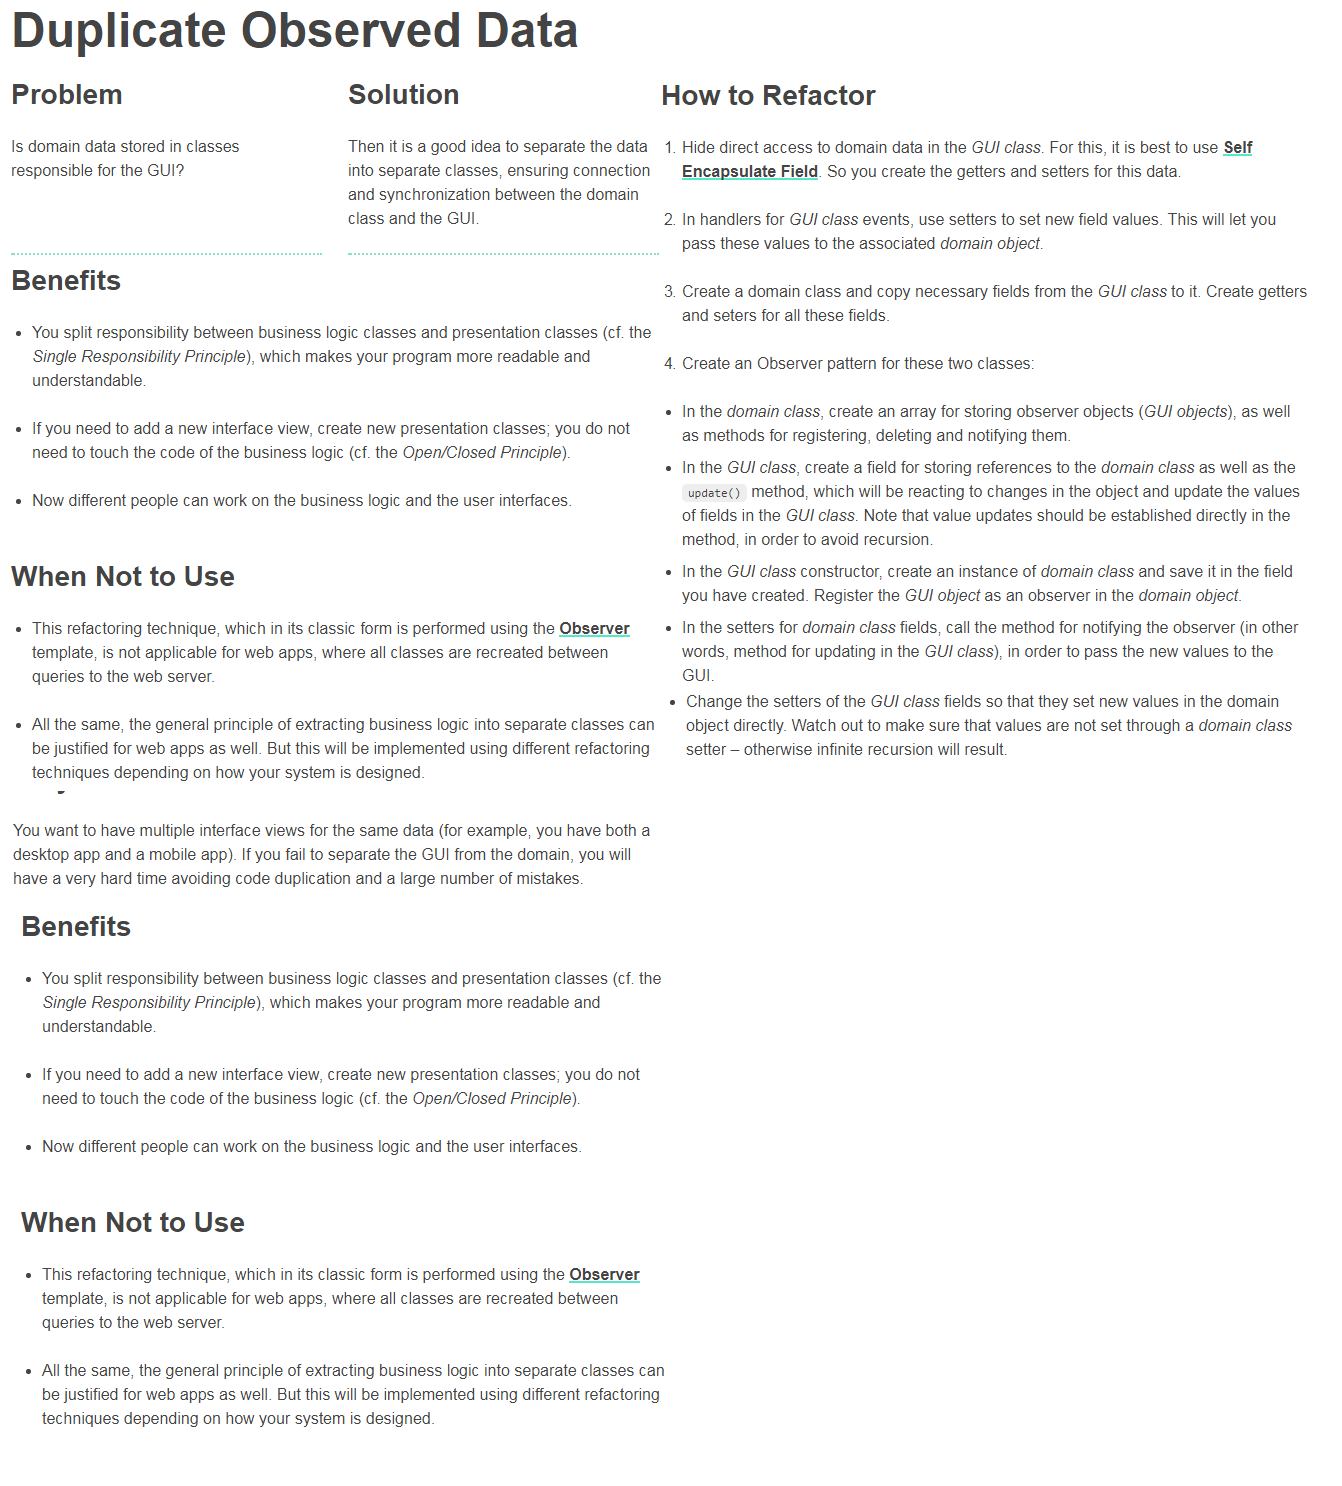 Duplicate Observed Data
Problem
Is domain data stored in classes
responsible for the GUI?
Solution
Then it is a good idea to separate the data
into separate classes, ensuring connection
and synchronization between the domain
class and the GUI.
Benefits
• You split responsibility between business logic classes and presentation classes (cf. the
Single Responsibility Principle), which makes your program more readable and
understandable.
• If you need to add a new interface view, create new presentation classes; you do not
need to touch the code of the business logic (cf. the Open/Closed Principle).
• Now different people can work on the business logic and the user interfaces.
When Not to Use
• This refactoring technique, which in its classic form is performed using the Observer
template, is not applicable for web apps, where all classes are recreated between
queries to the web server.
• All the same, the general principle of extracting business logic into separate classes can
be justified for web apps as well. But this will be implemented using different refactoring
techniques depending on how your system is designed.
You want to have multiple interface views for the same data (for example, you have both a
desktop app and a mobile app). If you fail to separate the GUI from the domain, you will
have a very hard time avoiding code duplication and a large number of mistakes.
Benefits
• You split responsibility between business logic classes and presentation classes (cf. the
Single Responsibility Principle), which makes your program more readable and
understandable.
• If you need to add a new interface view, create new presentation classes; you do not
need to touch the code of the business logic (cf. the Open/Closed Principle).
• Now different people can work on the business logic and the user interfaces.
When Not to Use
• This refactoring technique, which in its classic form is performed using the Observer
template, is not applicable for web apps, where all classes are recreated between
queries to the web server.
• All the same, the general principle of extracting business logic into separate classes can
be justified for web apps as well. But this will be implemented using different refactoring
techniques depending on how your system is designed.
How to Refactor
1. Hide direct access to domain data in the GUI class. For this, it is best to use Self
Encapsulate Field. So you create the getters and setters for this data.
2. In handlers for GUI class events, use setters to set new field values. This will let you
pass these values to the associated domain object.
3. Create a domain class and copy necessary fields from the GUI class to it. Create getters
and seters for all these fields.
4. Create an Observer pattern for these two classes:
• In the domain class, create an array for storing observer objects (GUI objects), as well
as methods for registering, deleting and notifying them.
• In the GUI class, create a field for storing references to the domain class as well as the
update() method, which will be reacting to changes in the object and update the values
of fields in the GUI class. Note that value updates should be established directly in the
method, in order to avoid recursion.
• In the GUI class constructor, create an instance of domain class and save it in the field
you have created. Register the GUI object as an observer in the domain object.
• In the setters for domain class fields, call the method for notifying the observer (in other
words, method for updating in the GUI class), in order to pass the new values to the
GUI.
• Change the setters of the GUI class fields so that they set new values in the domain
object directly. Watch out to make sure that values are not set through a domain class
setter – otherwise infinite recursion will result.